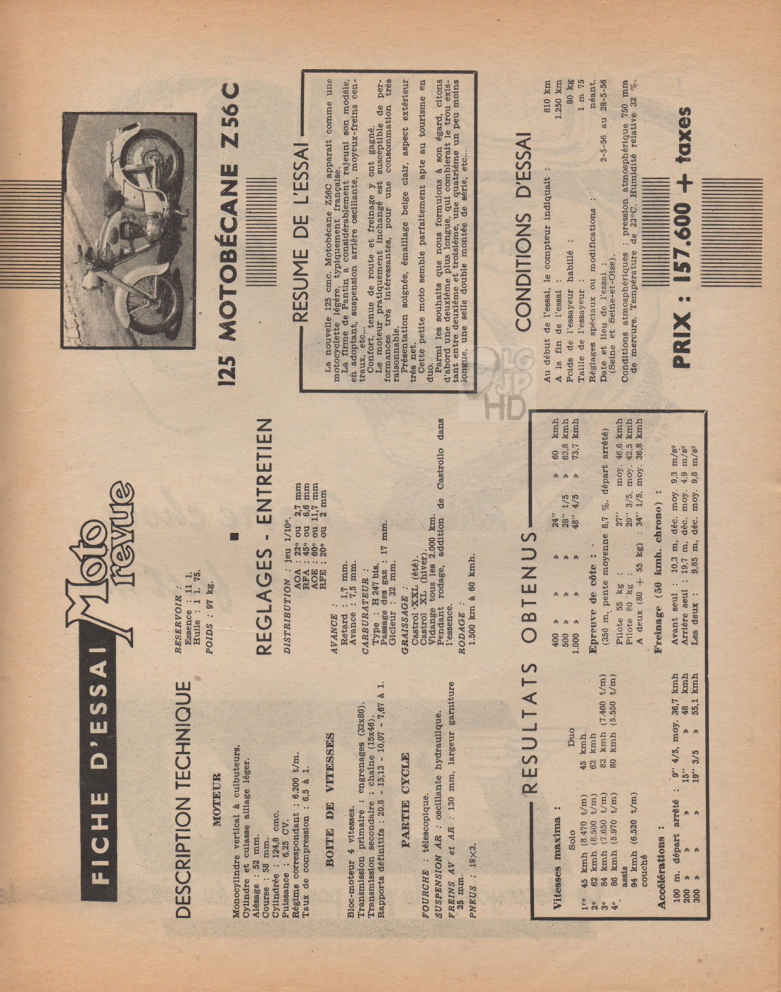 FICHE D'ESSAI
Moto
revue
DESCRIPTION TECHNIQUE
MOTEUR
Monocylindre vertical à culbuteurs.
Cylindre et culasse alliage léger.
Alésage : 52 mm.
Course : 58 mm.
Cylindrée : 124,8 cmc.
Puissance : 6,25 CV.
Régime correspondant : 6.200 t/m.
Taux de compression : 6,5 à 1.
BOITE DE VITESSES
Bloc-moteur 4 vitesses.
Transmission primaire : engrenages (32x80).
Transmission secondaire : chaîne (15x46).
Rapports définitifs : 20,8 - 15,13 - 10,07 - 7,67 à 1.
PARTIE CYCLE
FOURCHE : télescopique.
SUSPENSION AR : oscillante hydraulique.
FREINS AV et AR : 130 mm, largeur garniture
25 mm.
PNEUS : 18×3.
RESERVOIR :
Essence : 11 l.
Huile : 1 l. 75.
POIDS : 97 kg.
REGLAGES - ENTRETIEN
DISTRIBUTION : jeu 1/10°.
AOA : 22° ou 2,7 mm
RFA : 45° ou 6,6 mm
AOE : 60° ou 11,7 mm
RFE : 20° ou 2 mm
AVANCE :
Retard : 1,7 mm.
Avance : 7,5 mm.
CARBURATEUR :
Type : H 247 bis.
Passage des gaz : 17 mm.
Gicleur : 32 mm.
GRAISSAGE :
Castrol XXL (été).
Castrol XL (hiver).
Vidange tous les 2.000 km.
Pendant rodage, addition de Castrollo dans
l'essence.
RODAGE :
1.500 km à 60 kmh.
125 MOTOBÉCANE Z 56 C
RESUME DE L'ESSAI
La nouvelle 125 cmc. Motobécane Z56C apparaît comme une
motocyclette légère, typiquement française.
La firme de Pantin a considérablement rajeuni son modèle,
en adoptant, suspension arrière oscillante, moyeux-freins cen-
traux, etc...
Confort, tenue de route et freinage y ont gagné.
Le moteur pratiquement inchangé est susceptible de per-
formances très intéressantes, pour une consommation très
raisonnable.
Présentation soignée, émaillage beige clair, aspect extérieur
très net.
Cette petite moto semble parfaitement apte au tourisme en
duo.
Parmi les souhaits que nous formulons à son égard, citons
d'abord une deuxième plus longue, qui comblerait le trou exis-
tant entre deuxième et troisième, une quatrième un peu moins
longue, une selle double montée de série, etc...
RESULTATS OBTENUS
Vitesses maxima :
Solo Duo
1re 45 kmh (8.470 t/m) 45 kmh
2e 62 kmh (8.500 t/m) 62 kmh
3e 84 kmh (7.650 t/m) 82 kmh (7.460 t/m)
4e 86 kmh (5.970 t/m) 80 kmh (5.550 t/m)
assis
94 kmh (6.520 t/m)
couché
Accélérations :
100 m. départ arrêté : 9" 4/5, moy. 36,7 kmh
200 » » » 15" » 48 kmh
300 » » » 19" 3/5 » 55,1 kmh
400 » » » 24" » 60 kmh
500 » » » 28" 1/5 » 63,8 kmh
1.000 » » » 48" 4/5 » 73,7 kmh
Epreuve de côte :
(350 m, pente moyenne 8,7 %, départ arrêté)
Pilote 55 kg : 27" moy. 46,6 kmh
Pilote 80 kg : 29" 3/5, moy. 42,5 kmh
A deux (80 + 55 kg) : 34" 1/5, moy. 36,8 kmh
Freinage (50 kmh. chrono) :
Avant seul : 10,3 m, déc. moy. 9,3 m/s²
Arrière seul : 19,7 m, déc. moy. 4,9 m/s²
Les deux : 9,85 m, déc. moy. 9,8 m/s²
CONDITIONS D'ESSAI
Au début de l'essai, le compteur indiquait : 810 km
A la fin de l'essai : 1.250 km
Poids de l'essayeur habillé : 80 kg
Taille de l'essayeur : 1 m 75
Réglages spéciaux ou modifications : néant.
Date et lieu de l'essai : 2-5-56 au 28-5-56
(Seine et Seine-et-Oise).
Conditions atmosphériques : pression atmosphérique 750 mm
de mercure. Température de 23°C. Humidité relative 32 %.
PRIX : 157.600 + taxes
HD